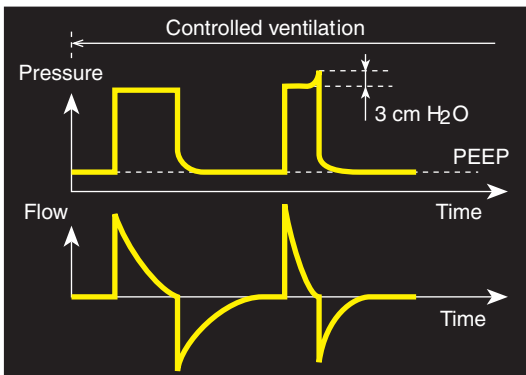 Controlled ventilation
Pressure
3 cm H₂O
PEEP
Flow
Time
Time